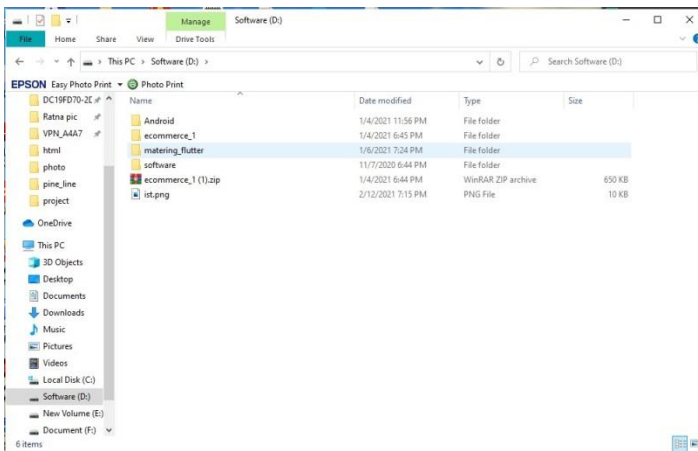 Manage Software (D:)
File Home Share View Drive Tools
This PC > Software (D:) > Search Software (D:)
EPSON Easy Photo Print Photo Print
Name Date modified Type Size
DC19FD70-2E
Ratna pic
VPN_A4A7
html
photo
pine_line
project
OneDrive
This PC
3D Objects
Desktop
Documents
Downloads
Music
Pictures
Videos
Local Disk (C:)
Software (D:)
New Volume (E:)
Document (F:)
Android 1/4/2021 11:56 PM File folder
ecommerce_1 1/4/2021 6:45 PM File folder
matering_flutter 1/6/2021 7:24 PM File folder
software 11/7/2020 6:44 PM File folder
ecommerce_1 (1).zip 1/4/2021 6:44 PM WinRAR ZIP archive 650 KB
ist.png 2/12/2021 7:15 PM PNG File 10 KB
6 items